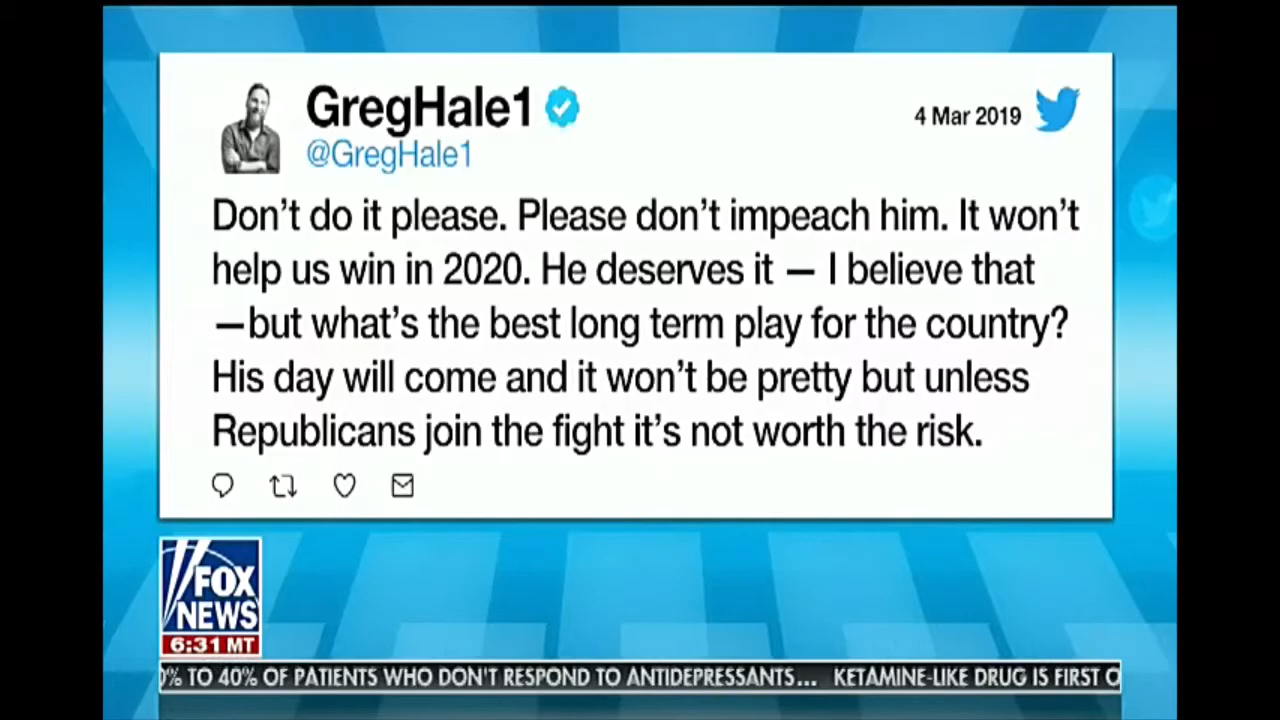 GregHale1
@GregHale1
4 Mar 2019
Don't do it please. Please don't impeach him. It won't
help us win in 2020. He deserves it — I believe that
—but what's the best long term play for the country?
His day will come and it won't be pretty but unless
Republicans join the fight it's not worth the risk.
FOX
NEWS
6:31 MT
% TO 40% OF PATIENTS WHO DON'T RESPOND TO ANTIDEPRESSANTS... KETAMINE-LIKE DRUG IS FIRST